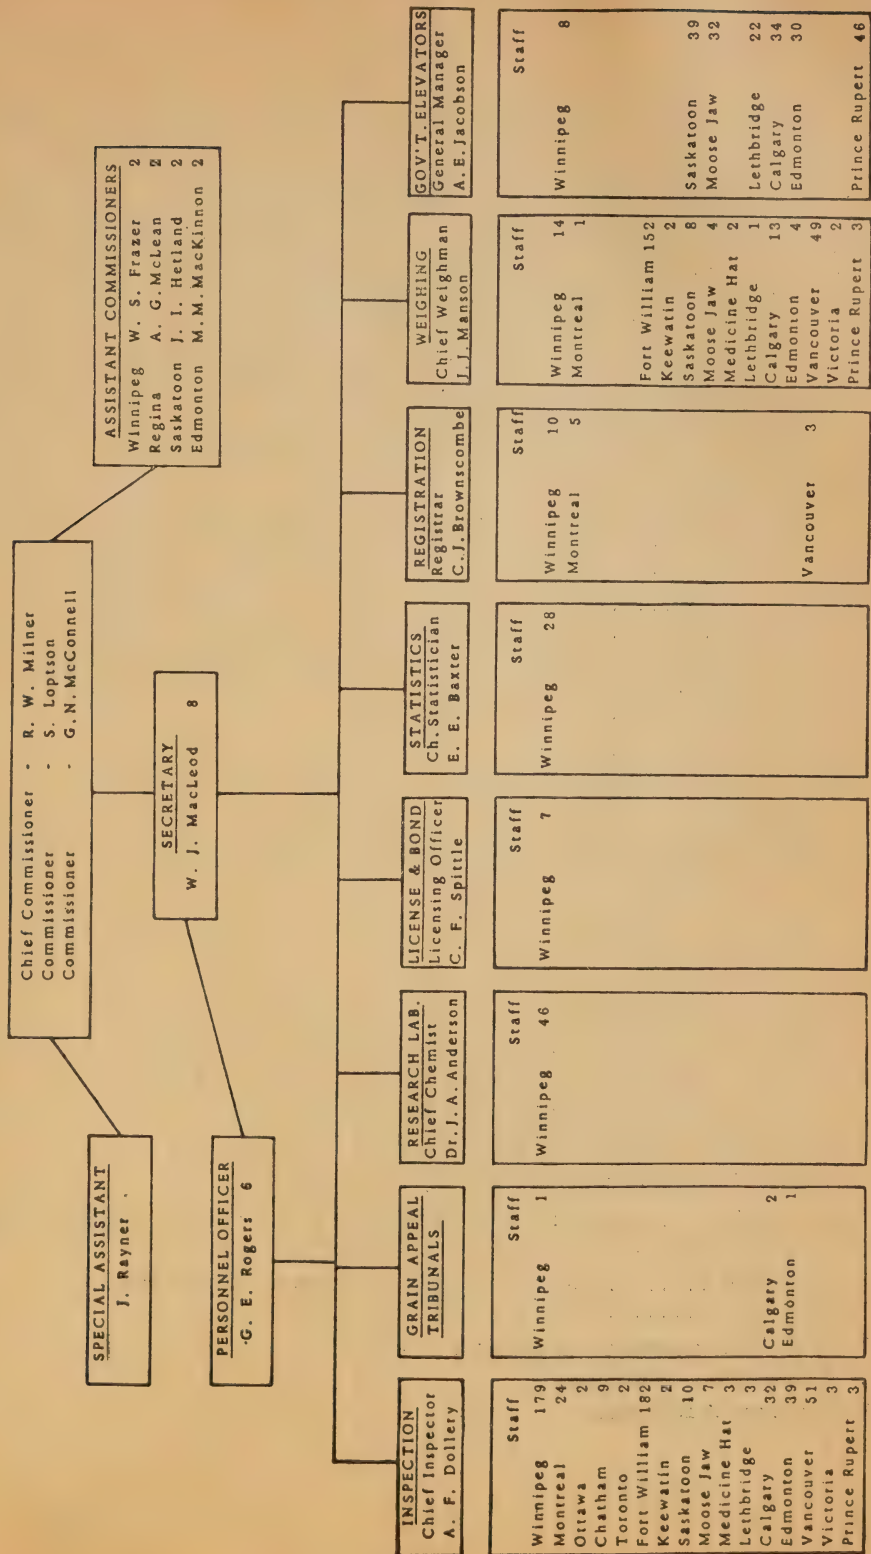 Chief Commissioner - R. W. Milner
Commissioner - S. Loptson
Commissioner - G. N. McConnell
SPECIAL ASSISTANT
J. Rayner
ASSISTANT COMMISSIONERS
Winnipeg W. S. Frazer 2
Regina A. G. McLean 2
Saskatoon J. I. Hetland 2
Edmonton M. M. MacKinnon 2
SECRETARY
W. J. MacLeod 8
PERSONNEL OFFICER
G. E. Rogers 6
INSPECTION
Chief Inspector
A. F. Dollery
Staff
Winnipeg 179
Montreal 24
Ottawa 2
Chatham 9
Toronto 2
Fort William 182
Keewatin 2
Saskatoon 10
Moose Jaw 7
Medicine Hat 3
Lethbridge 3
Calgary 32
Edmonton 39
Vancouver 51
Victoria 3
Prince Rupert 3
GRAIN APPEAL
TRIBUNALS
Staff
Winnipeg 1
Calgary 2
Edmonton 1
RESEARCH LAB.
Chief Chemist
Dr. J. A. Anderson
Staff
Winnipeg 46
LICENSE & BOND
Licensing Officer
C. F. Spittle
Staff
Winnipeg 7
STATISTICS
Ch. Statistician
E. E. Baxter
Staff
Winnipeg 28
REGISTRATION
Registrar
C. J. Brownscombe
Staff
Winnipeg 10
Montreal 5
Vancouver 3
WEIGHING
Chief Weighman
J. J. Manson
Staff
Winnipeg 14
Montreal 1
Fort William 152
Keewatin 2
Saskatoon 8
Moose Jaw 4
Medicine Hat 2
Lethbridge 1
Calgary 13
Edmonton 4
Vancouver 49
Victoria 2
Prince Rupert 3
GOV'T. ELEVATORS
General Manager
A. E. Jacobson
Staff
Winnipeg 8
Saskatoon 39
Moose Jaw 32
Lethbridge 22
Calgary 34
Edmonton 30
Prince Rupert 46